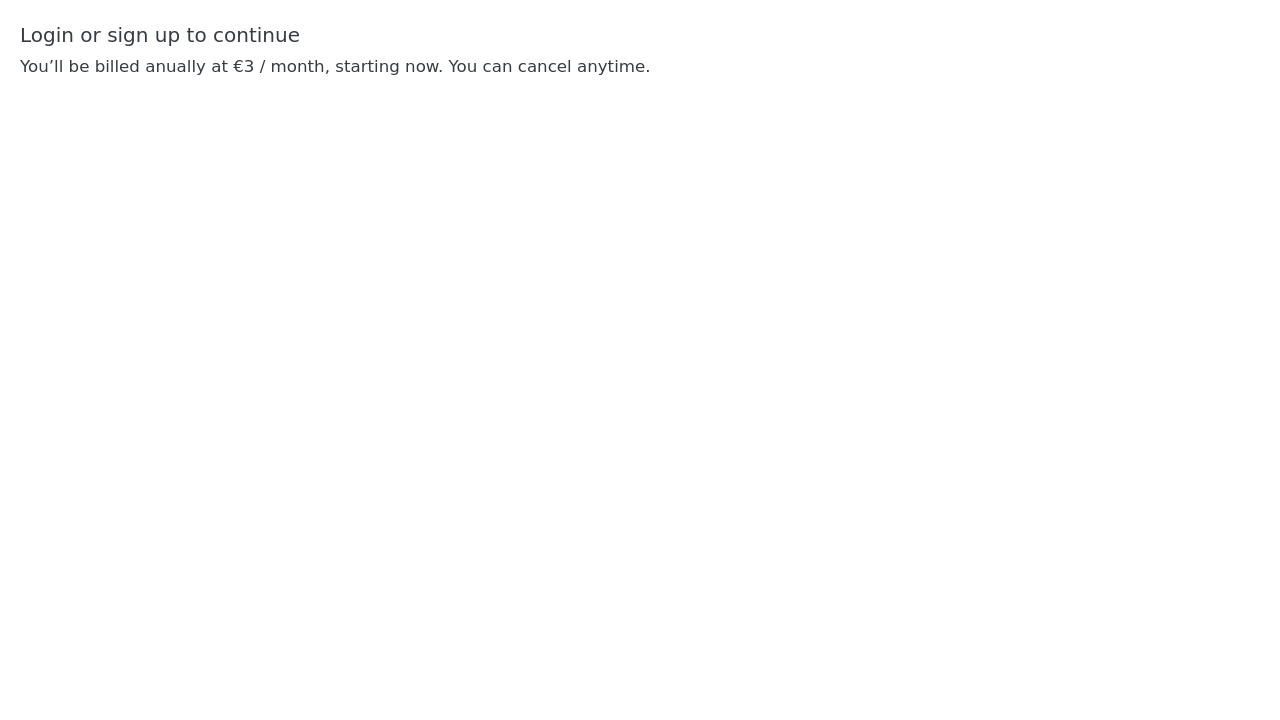 Login or sign up to continue
You’ll be billed anually at €3 / month, starting now. You can cancel anytime.